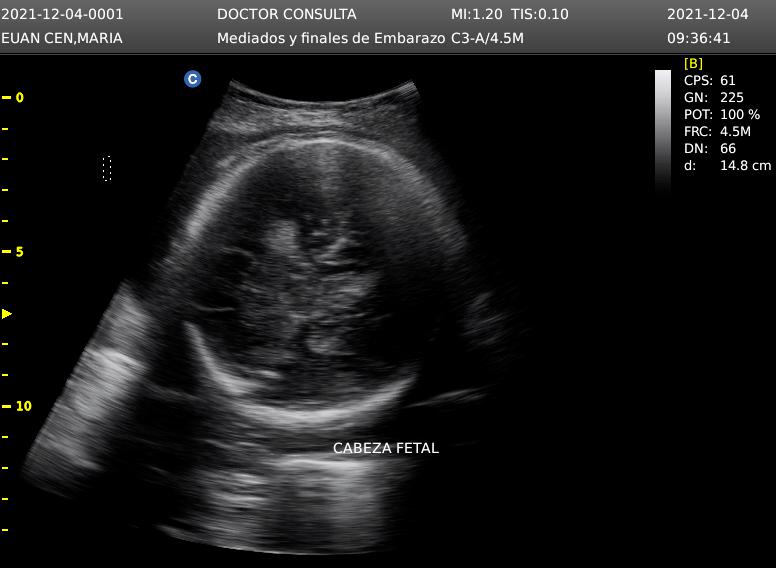 2021-12-04-0001 DOCTOR CONSULTA MI:1.20 TIS:0.10 2021-12-04
EUAN CEN,MARIA Mediados y finales de Embarazo C3-A/4.5M 09:36:41
C
[B]
CPS: 61
GN: 225
POT: 100 %
FRC: 4.5M
DN: 66
d: 14.8 cm
0
5
10
CABEZA FETAL